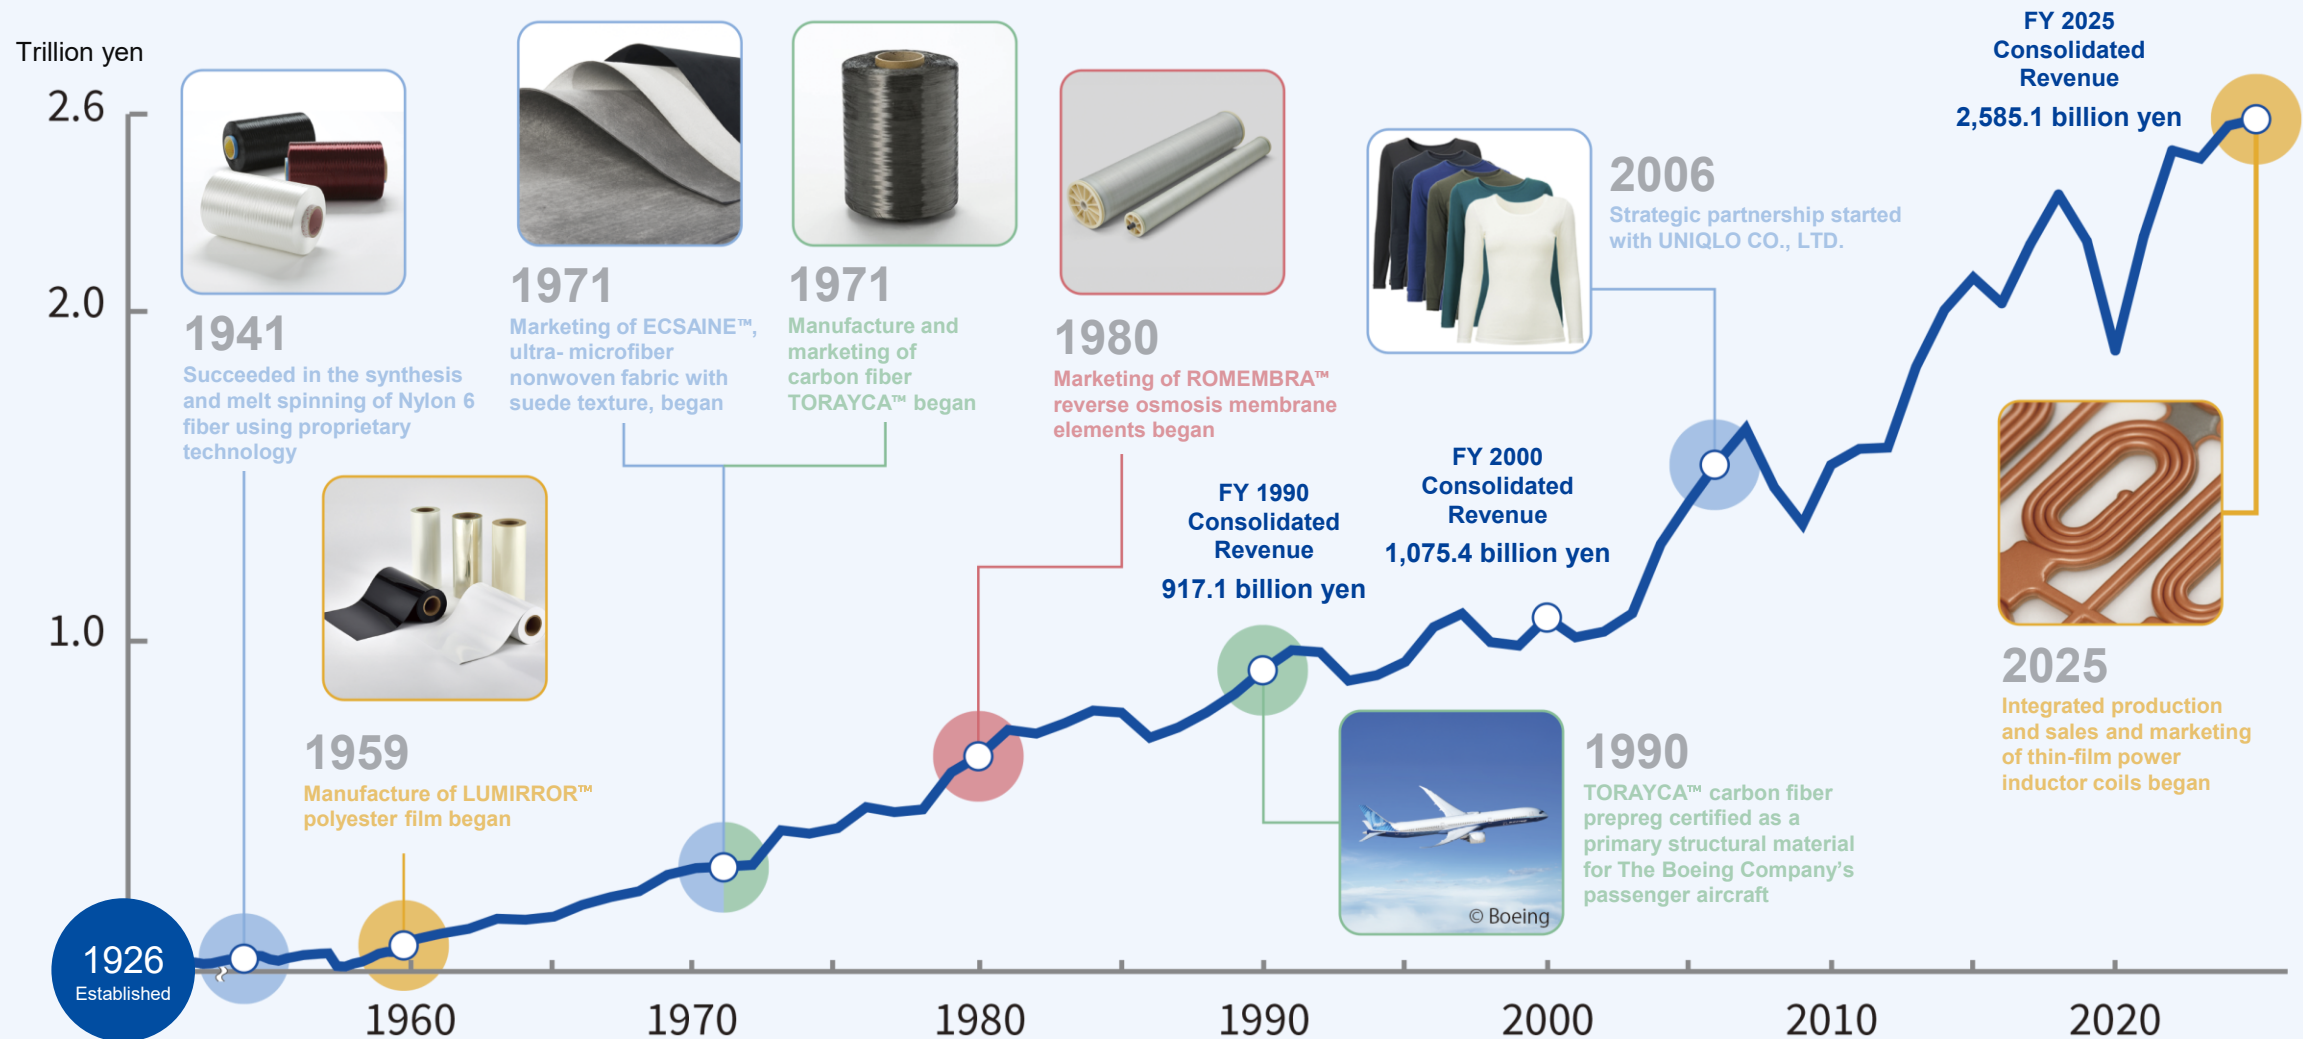 Trillion yen
2.6
2.0
1.0
1941
Succeeded in the synthesis
and melt spinning of Nylon 6
fiber using proprietary
technology
1959
Manufacture of LUMIRROR™
polyester film began
1971
Marketing of ECSAINE™,
ultra- microfiber
nonwoven fabric with
suede texture, began
1971
Manufacture and
marketing of
carbon fiber
TORAYCA™ began
1980
Marketing of ROMEMBRA™
reverse osmosis membrane
elements began
FY 1990
Consolidated
Revenue
917.1 billion yen
FY 2000
Consolidated
Revenue
1,075.4 billion yen
1990
TORAYCA™ carbon fiber
prepreg certified as a
primary structural material
for The Boeing Company’s
passenger aircraft
© Boeing
2006
Strategic partnership started
with UNIQLO CO., LTD.
FY 2025
Consolidated
Revenue
2,585.1 billion yen
2025
Integrated production
and sales and marketing
of thin-film power
inductor coils began
1926
Established
1960
1970
1980
1990
2000
2010
2020